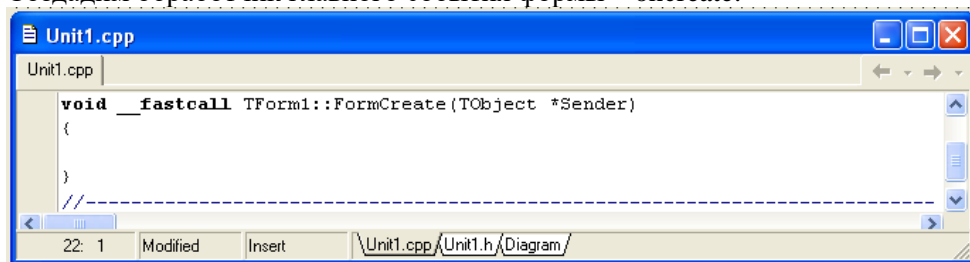 Unit1.cpp
Unit1.cpp
void __fastcall TForm1::FormCreate(TObject *Sender)
{
}
//---------------------------------------------------------------------------
22: 1 Modified Insert \Unit1.cpp/Unit1.h/Diagram/